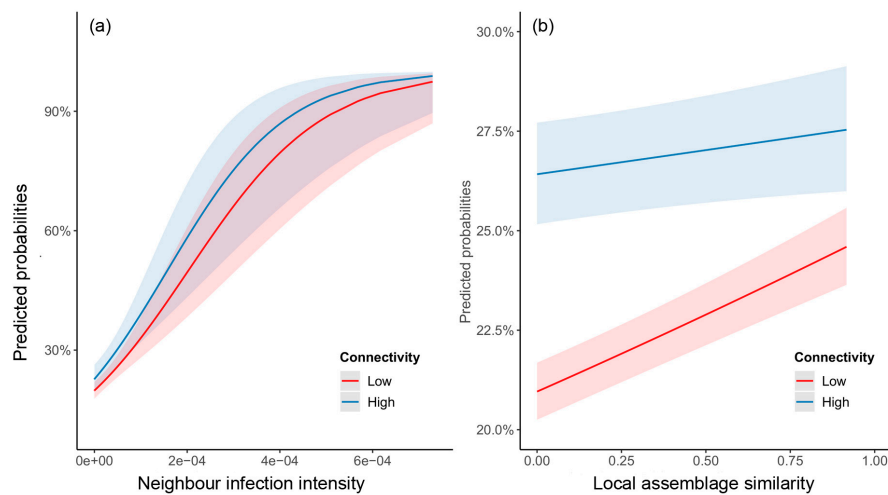 (a)
Predicted probabilities
90%
60%
30%
0e+00
2e-04
4e-04
6e-04
Neighbour infection intensity
Connectivity
Low
High
(b)
Predicted probabilities
30.0%
27.5%
25.0%
22.5%
20.0%
0.00
0.25
0.50
0.75
1.00
Local assemblage similarity
Connectivity
Low
High